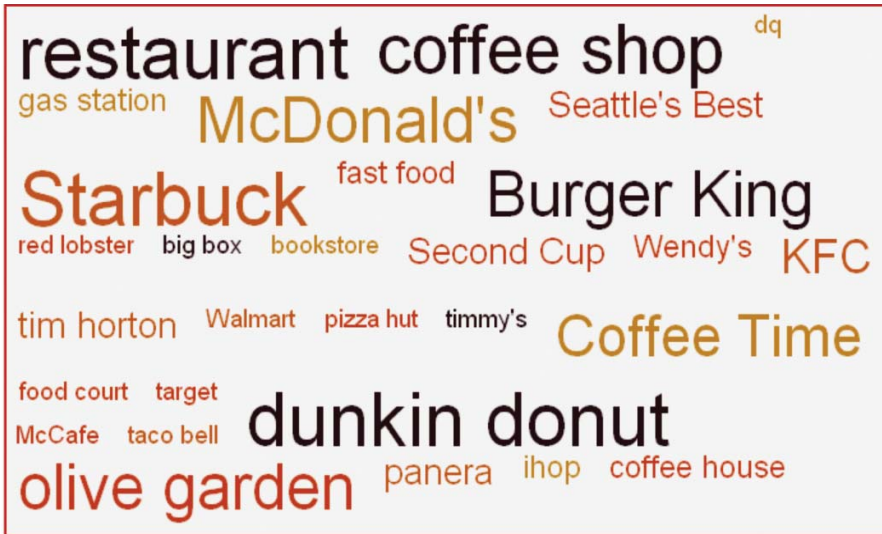 restaurant coffee shop dq
gas station McDonald's Seattle's Best
Starbuck fast food Burger King
red lobster big box bookstore Second Cup Wendy's KFC
tim horton Walmart pizza hut timmy's Coffee Time
food court target
McCafe taco bell dunkin donut
olive garden panera ihop coffee house